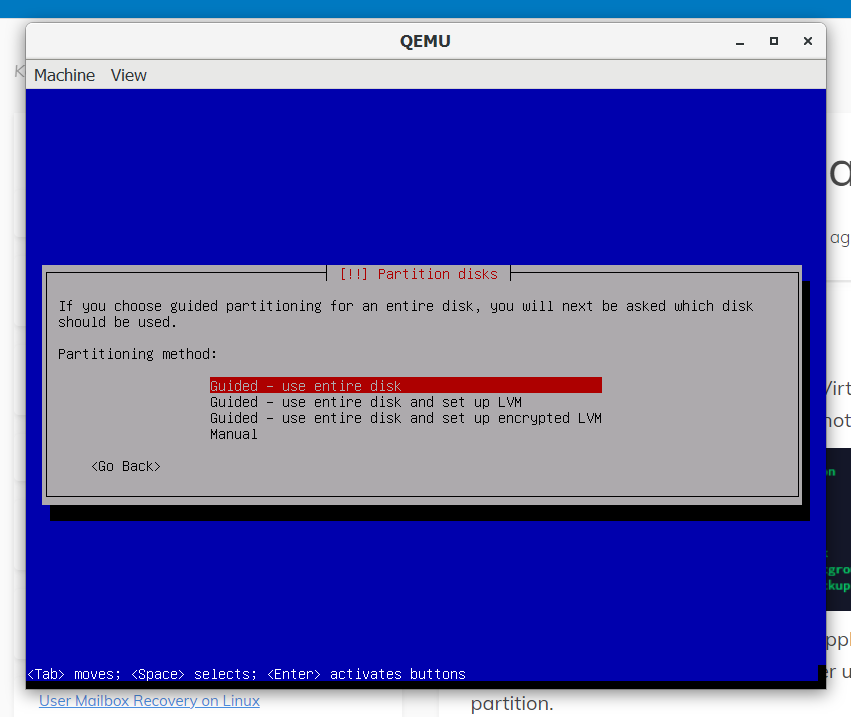 QEMU
Machine View
[!!] Partition disks
If you choose guided partitioning for an entire disk, you will next be asked which disk
should be used.
Partitioning method:
Guided - use entire disk
Guided - use entire disk and set up LVM
Guided - use entire disk and set up encrypted LVM
Manual
<Go Back>
<Tab> moves; <Space> selects; <Enter> activates buttons
User Mailbox Recovery on Linux
partition.